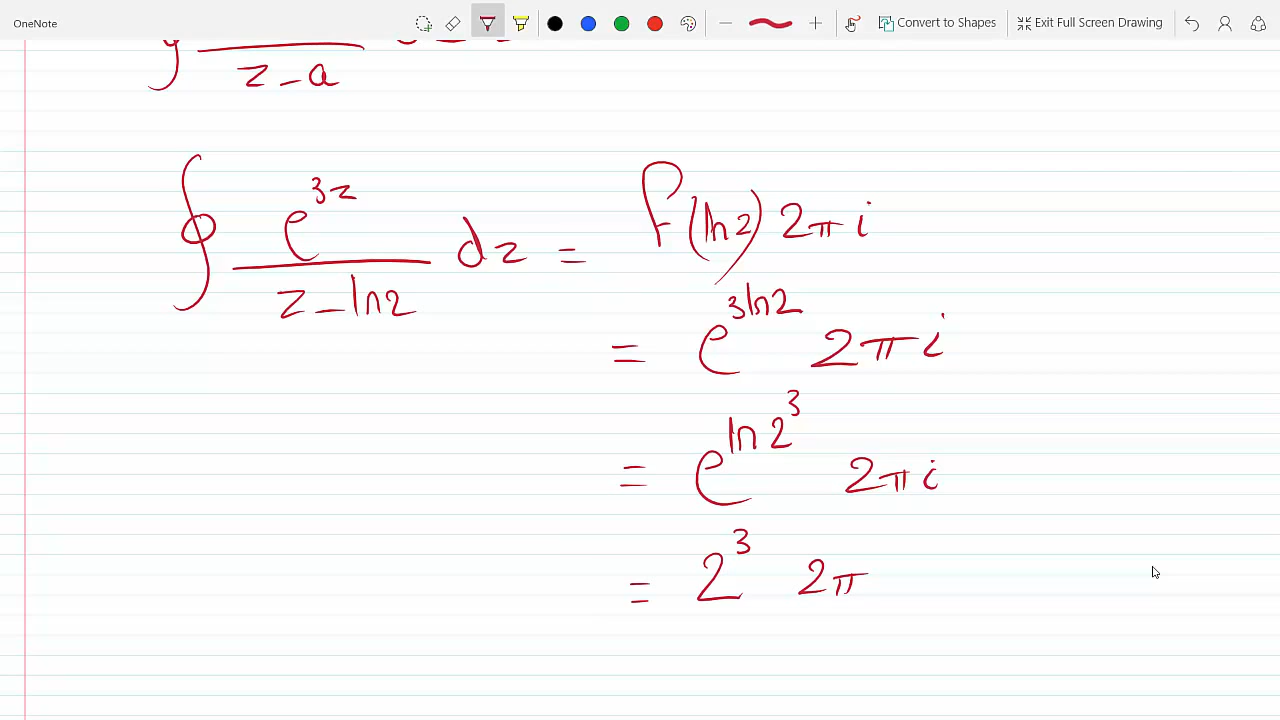 OneNote
Convert to Shapes
Exit Full Screen Drawing
z - a
∮ e^{3z} / (z - ln2) dz = f(ln2) 2πi
= e^{3ln2} 2πi
= e^{ln2^3} 2πi
= 2^3 2π